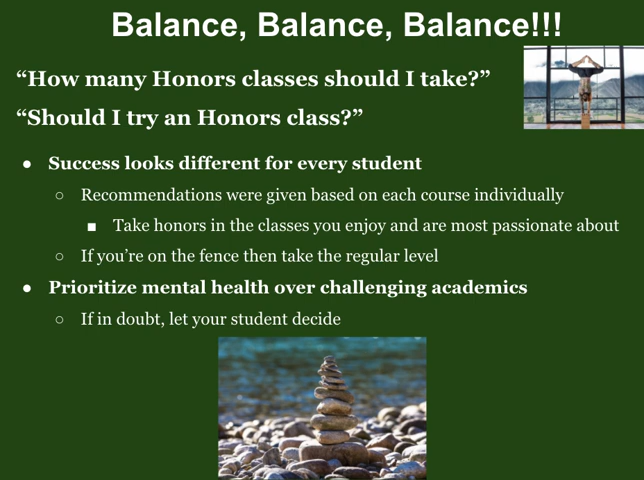 Balance, Balance, Balance!!!
“How many Honors classes should I take?”
“Should I try an Honors class?”
● Success looks different for every student
○ Recommendations were given based on each course individually
■ Take honors in the classes you enjoy and are most passionate about
○ If you’re on the fence then take the regular level
● Prioritize mental health over challenging academics
○ If in doubt, let your student decide